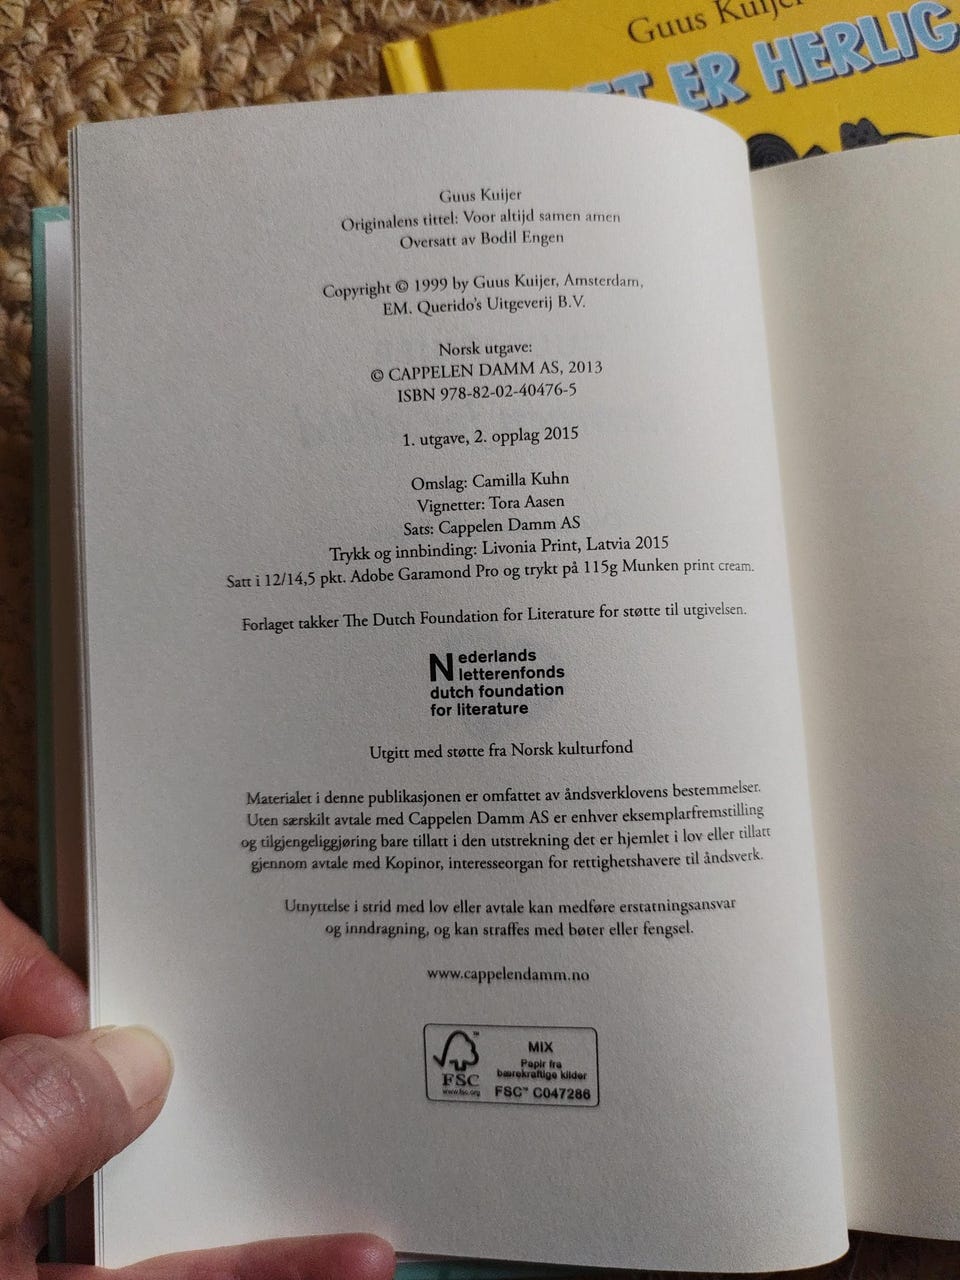 Guus Kuijer
ET ER HERLIG
Guus Kuijer
Originalens tittel: Voor altijd samen amen
Oversatt av Bodil Engen
Copyright © 1999 by Guus Kuijer, Amsterdam,
EM. Querido's Uitgeverij B.V.
Norsk utgave:
© CAPPELEN DAMM AS, 2013
ISBN 978-82-02-40476-5
1. utgave, 2. opplag 2015
Omslag: Camilla Kuhn
Vignetter: Tora Aasen
Sats: Cappelen Damm AS
Trykk og innbinding: Livonia Print, Latvia 2015
Satt i 12/14,5 pkt. Adobe Garamond Pro og trykt på 115g Munken print cream.
Forlaget takker The Dutch Foundation for Literature for støtte til utgivelsen.
Nederlands
letterenfonds
dutch foundation
for literature
Utgitt med støtte fra Norsk kulturfond
Materialet i denne publikasjonen er omfattet av åndsverklovens bestemmelser.
Uten særskilt avtale med Cappelen Damm AS er enhver eksemplarfremstilling
og tilgjengeliggjøring bare tillatt i den utstrekning det er hjemlet i lov eller tillatt
gjennom avtale med Kopinor, interesseorgan for rettighetshavere til åndsverk.
Utnyttelse i strid med lov eller avtale kan medføre erstatningsansvar
og inndragning, og kan straffes med bøter eller fengsel.
www.cappelendamm.no
FSC
www.fsc.org
MIX
Papir fra
bærekraftige kilder
FSC™ C047286